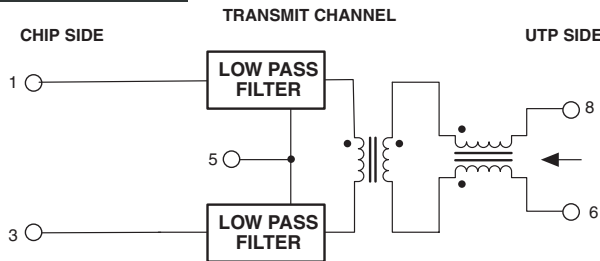 TRANSMIT CHANNEL
CHIP SIDE
UTP SIDE
1
LOW PASS
FILTER
8
5
3
LOW PASS
FILTER
6